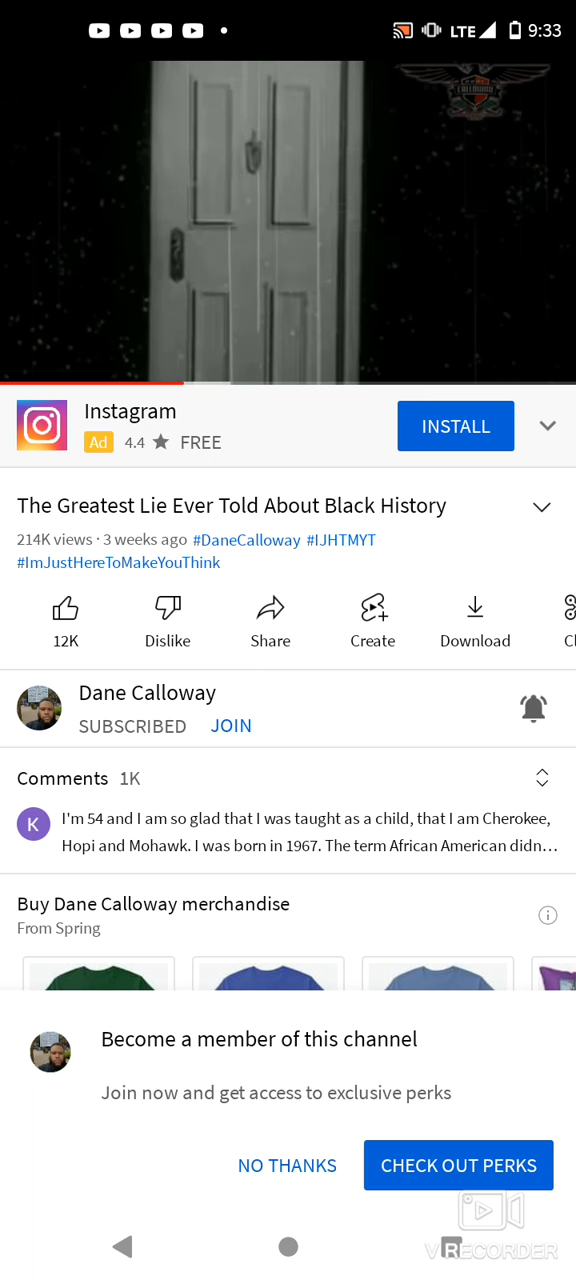 LTE 9:33
CALLOWAY
Instagram
Ad 4.4 ★ FREE
INSTALL
The Greatest Lie Ever Told About Black History
214K views · 3 weeks ago #DaneCalloway #IJHTMYT
#ImJustHereToMakeYouThink
12K Dislike Share Create Download Cl
Dane Calloway
SUBSCRIBED JOIN
Comments 1K
K
I'm 54 and I am so glad that I was taught as a child, that I am Cherokee,
Hopi and Mohawk. I was born in 1967. The term African American didn…
Buy Dane Calloway merchandise
From Spring
Become a member of this channel
Join now and get access to exclusive perks
NO THANKS CHECK OUT PERKS
VRECORDER